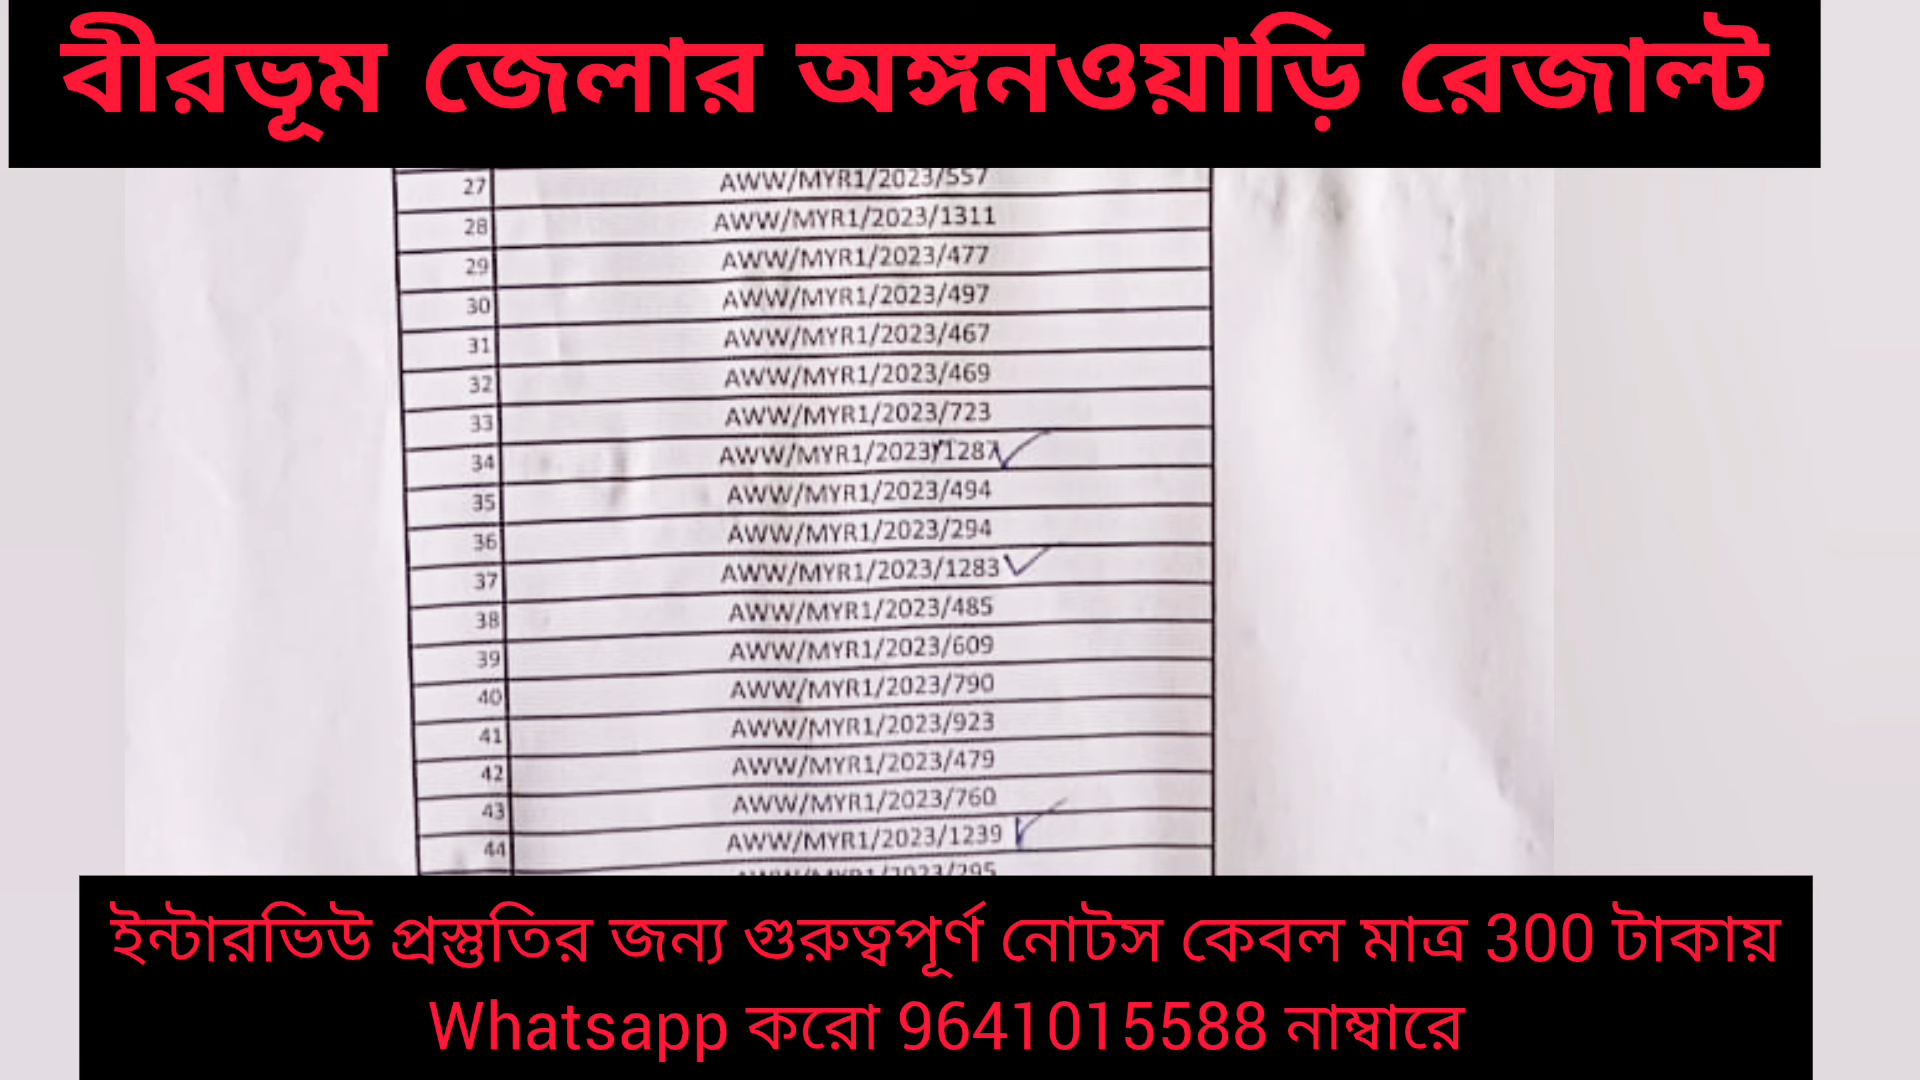 বীরভূম জেলার অঙ্গনওয়াড়ি রেজাল্ট
27 AWW/MYR1/2023/557
28 AWW/MYR1/2023/1311
29 AWW/MYR1/2023/477
30 AWW/MYR1/2023/497
31 AWW/MYR1/2023/467
32 AWW/MYR1/2023/469
33 AWW/MYR1/2023/723
34 AWW/MYR1/2023/1287
35 AWW/MYR1/2023/494
36 AWW/MYR1/2023/294
37 AWW/MYR1/2023/1283
38 AWW/MYR1/2023/485
39 AWW/MYR1/2023/609
40 AWW/MYR1/2023/790
41 AWW/MYR1/2023/923
42 AWW/MYR1/2023/479
43 AWW/MYR1/2023/760
44 AWW/MYR1/2023/1239
ইন্টারভিউ প্রস্তুতির জন্য গুরুত্বপূর্ণ নোটস কেবল মাত্র 300 টাকায়
Whatsapp করো 9641015588 নাম্বারে